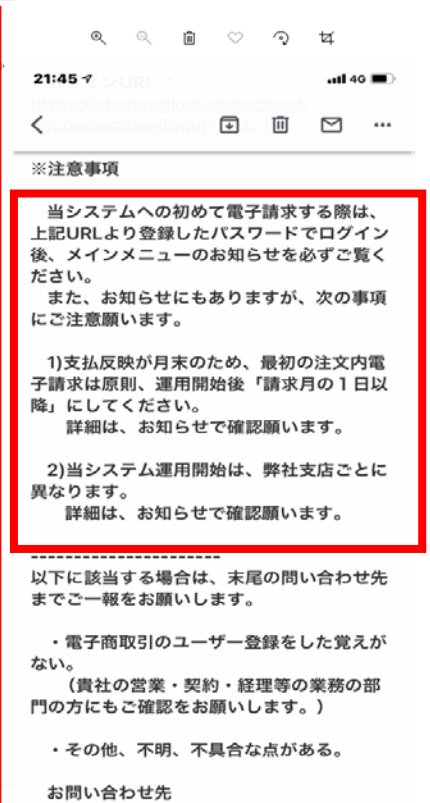 21:45
4G
※注意事項
当システムへの初めて電子請求する際は、
上記URLより登録したパスワードでログイン
後、メインメニューのお知らせを必ずご覧く
ださい。
また、お知らせにもありますが、次の事項
にご注意願います。
1)支払反映が月末のため、最初の注文内電
子請求は原則、運用開始後「請求月の１日以
降」にしてください。
詳細は、お知らせで確認願います。
2)当システム運用開始は、弊社支店ごとに
異なります。
詳細は、お知らせで確認願います。
----------------------
以下に該当する場合は、末尾の問い合わせ先
までご一報をお願いします。
・電子商取引のユーザー登録をした覚えが
ない。
（貴社の営業・契約・経理等の業務の部
門の方にもご確認をお願いします。）
・その他、不明、不具合な点がある。
お問い合わせ先